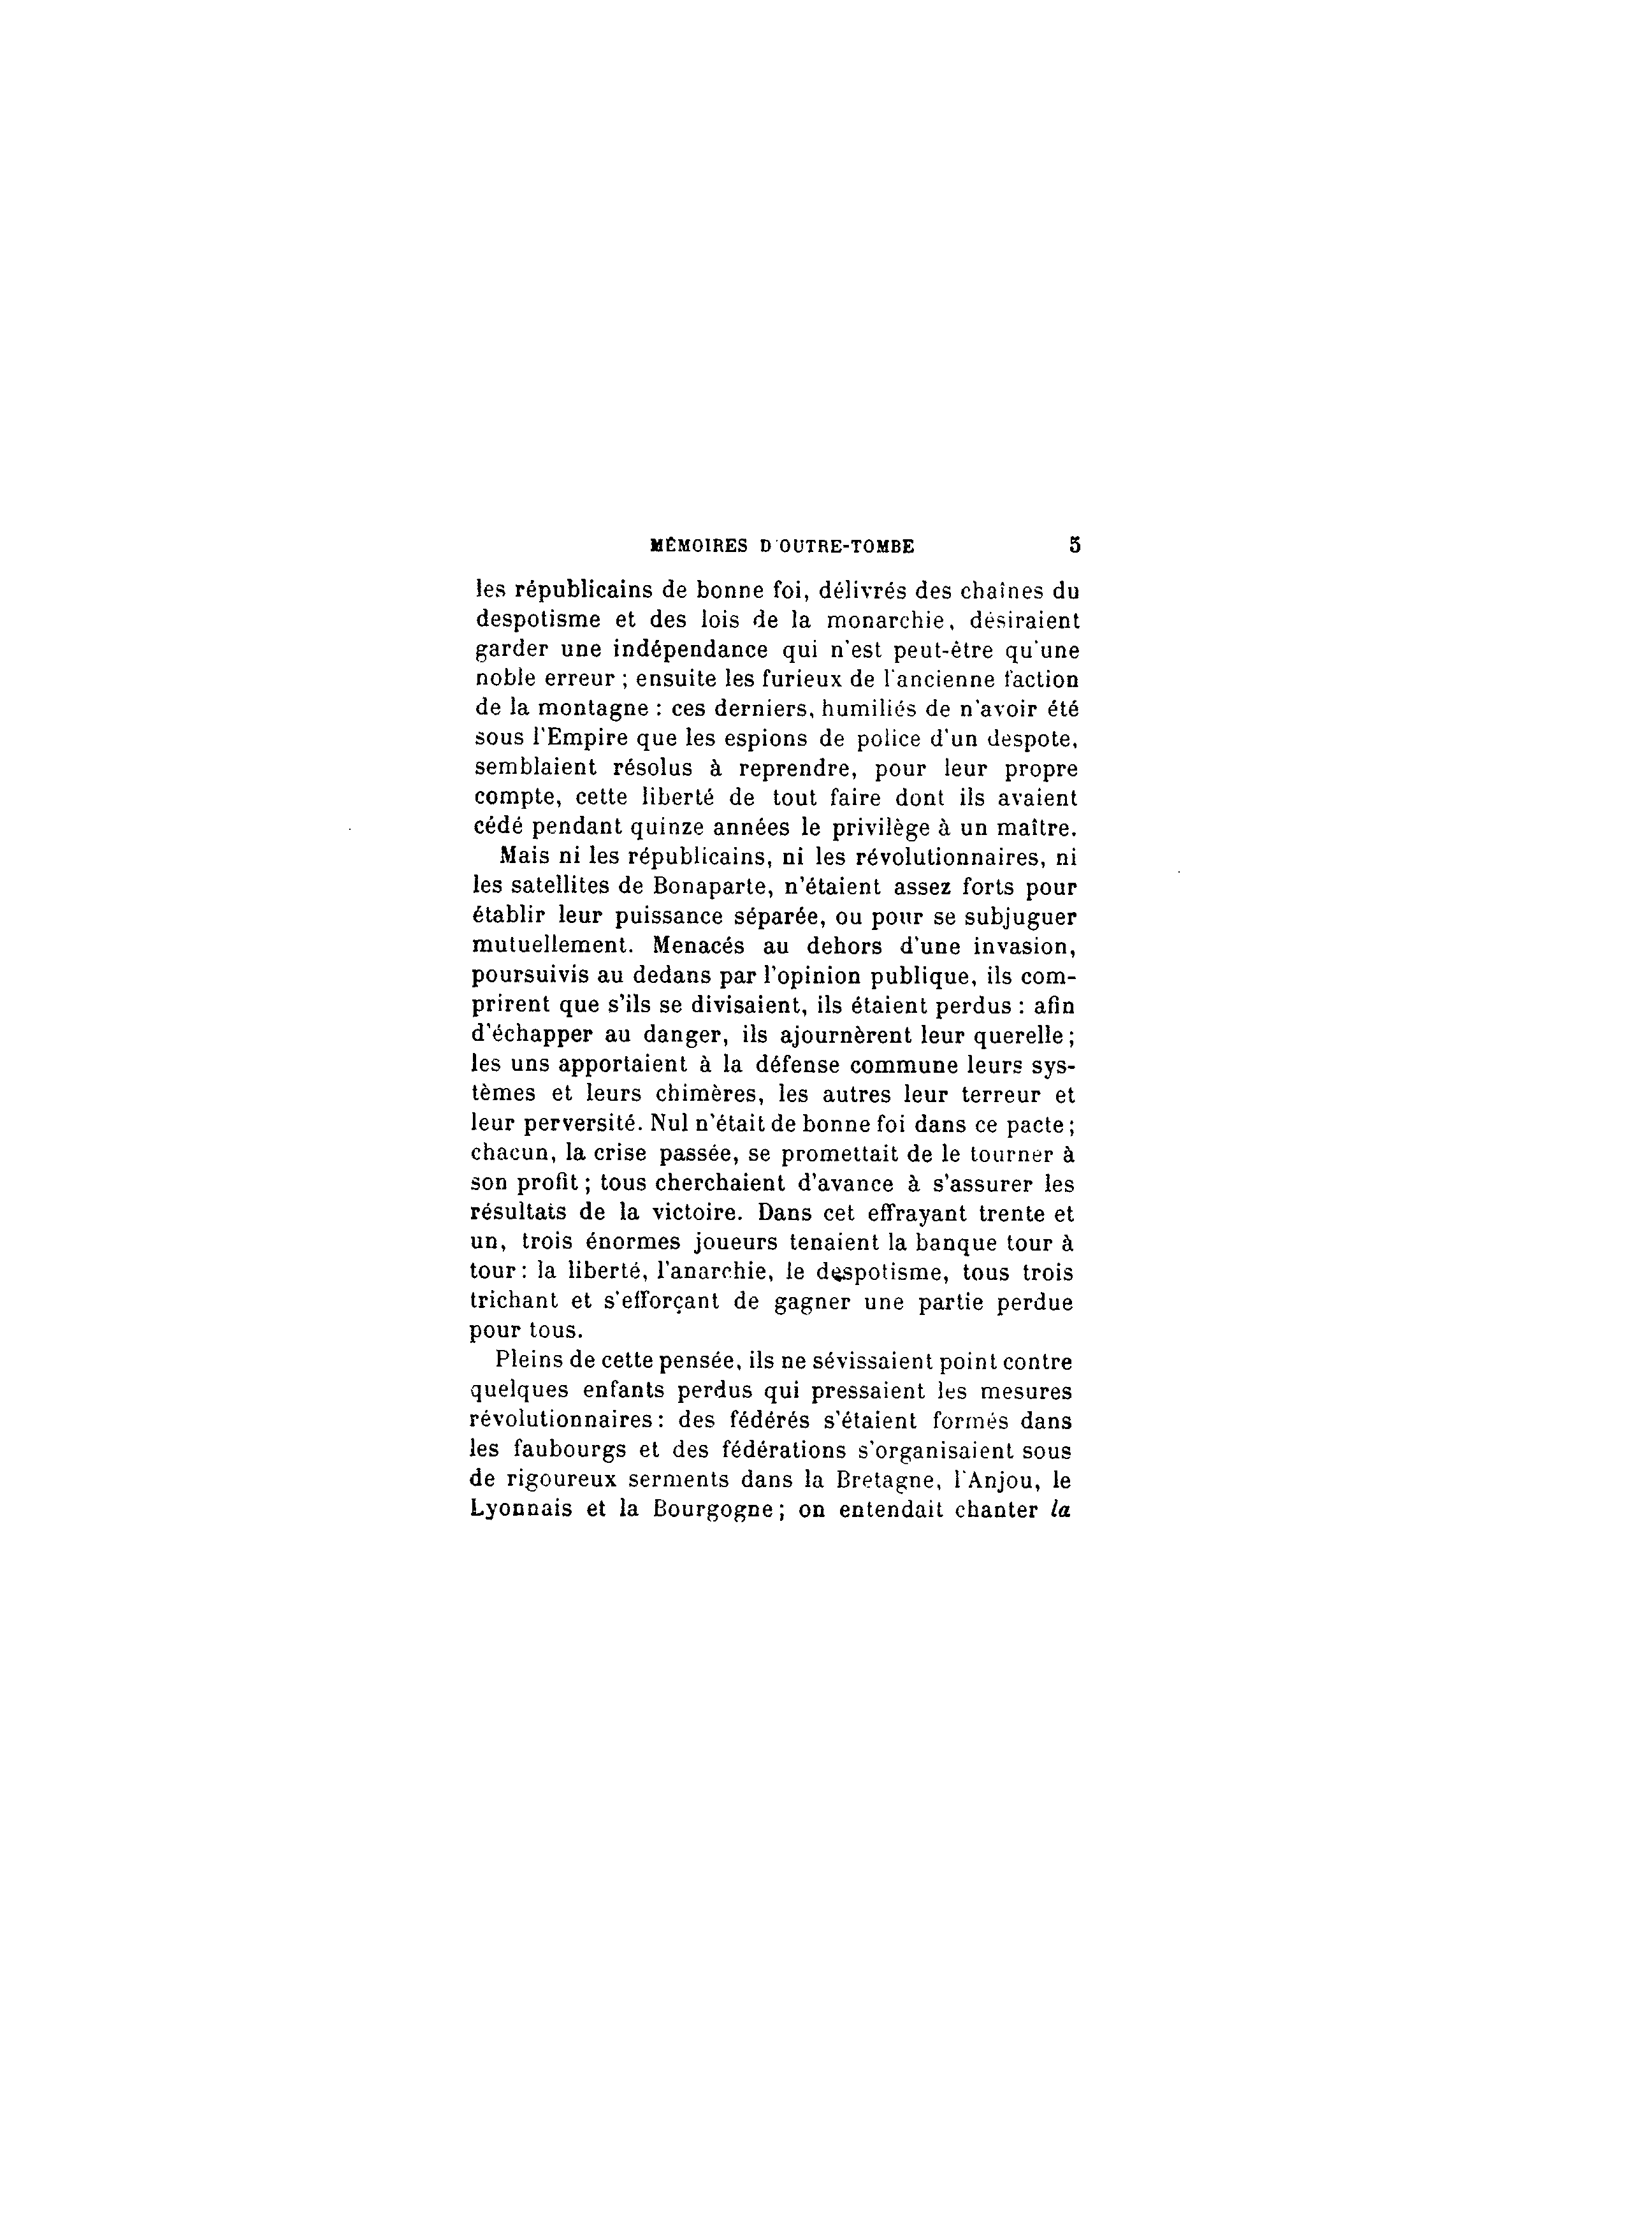 MÉMOIRES D'OUTRE-TOMBE 5
les républicains de bonne foi, délivrés des chaînes du
despotisme et des lois de la monarchie, désiraient
garder une indépendance qui n'est peut-être qu'une
noble erreur ; ensuite les furieux de l'ancienne faction
de la montagne : ces derniers, humiliés de n'avoir été
sous l'Empire que les espions de police d'un despote,
semblaient résolus à reprendre, pour leur propre
compte, cette liberté de tout faire dont ils avaient
cédé pendant quinze années le privilège à un maître.
Mais ni les républicains, ni les révolutionnaires, ni
les satellites de Bonaparte, n'étaient assez forts pour
établir leur puissance séparée, ou pour se subjuguer
mutuellement. Menacés au dehors d'une invasion,
poursuivis au dedans par l'opinion publique, ils com-
prirent que s'ils se divisaient, ils étaient perdus : afin
d'échapper au danger, ils ajournèrent leur querelle ;
les uns apportaient à la défense commune leurs sys-
tèmes et leurs chimères, les autres leur terreur et
leur perversité. Nul n'était de bonne foi dans ce pacte ;
chacun, la crise passée, se promettait de le tourner à
son profit ; tous cherchaient d'avance à s'assurer les
résultats de la victoire. Dans cet effrayant trente et
un, trois énormes joueurs tenaient la banque tour à
tour : la liberté, l'anarchie, le despotisme, tous trois
trichant et s'efforçant de gagner une partie perdue
pour tous.
Pleins de cette pensée, ils ne sévissaient point contre
quelques enfants perdus qui pressaient les mesures
révolutionnaires : des fédérés s'étaient formés dans
les faubourgs et des fédérations s'organisaient sous
de rigoureux serments dans la Bretagne, l'Anjou, le
Lyonnais et la Bourgogne ; on entendait chanter la